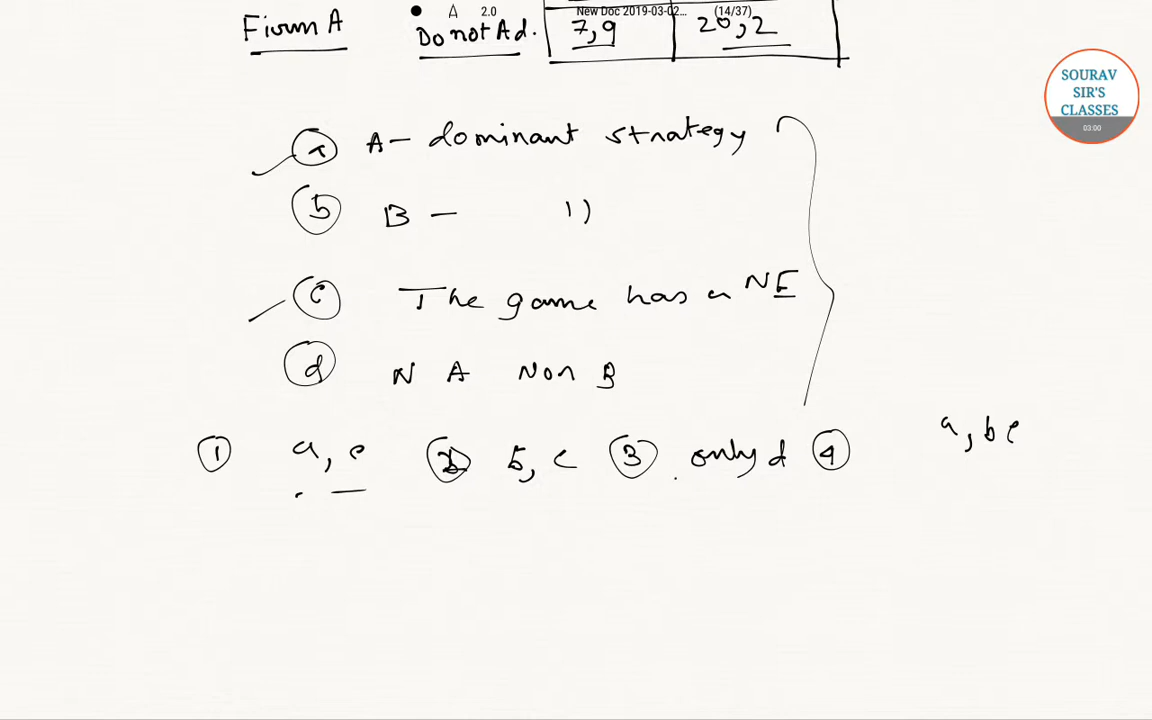 A 2.0 New Doc 2019-03-02... (14/37)
Firm A Do not Ad. 7,9 20,2
SOURAV
SIR'S
CLASSES
03:00
a A- dominant strategy
b B - 11
c The game has a NE
d N A Non B
1 a, c 2 b, c 3 only d 4 a, b c